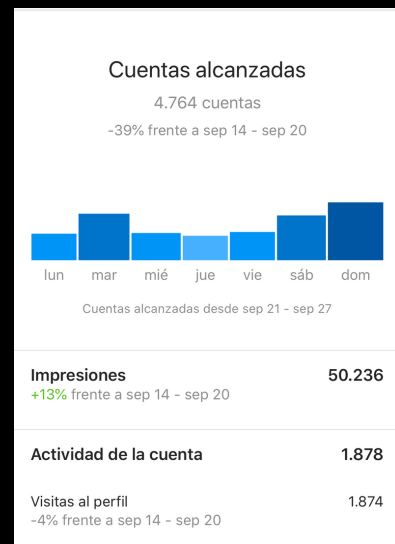 Cuentas alcanzadas
4.764 cuentas
-39% frente a sep 14 - sep 20
lun mar mié jue vie sáb dom
Cuentas alcanzadas desde sep 21 - sep 27
Impresiones 50.236
+13% frente a sep 14 - sep 20
Actividad de la cuenta 1.878
Visitas al perfil 1.874
-4% frente a sep 14 - sep 20